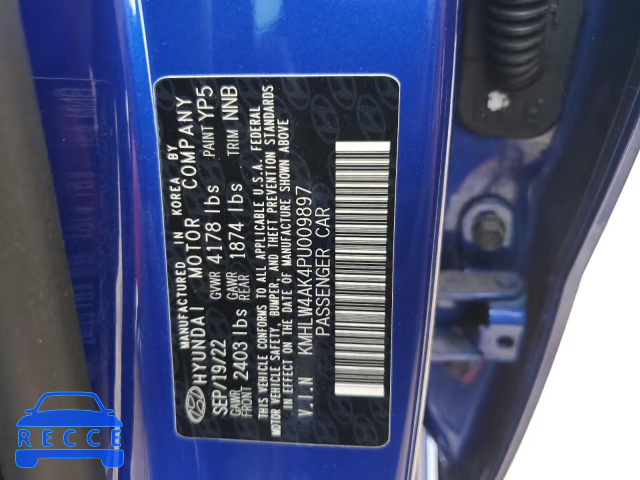 MANUFACTURED IN KOREA BY
HYUNDAI MOTOR COMPANY
SEP/19/22 GVWR 4178 lbs PAINT YP5
GAWR FRONT 2403 lbs GAWR REAR 1874 lbs TRIM NNB
THIS VEHICLE CONFORMS TO ALL APPLICABLE U.S.A. FEDERAL
MOTOR VEHICLE SAFETY, BUMPER, AND THEFT PREVENTION STANDARDS
IN EFFECT ON THE DATE OF MANUFACTURE SHOWN ABOVE
V.I.N KMHLW4AK4PU009897
PASSENGER CAR
RECCE